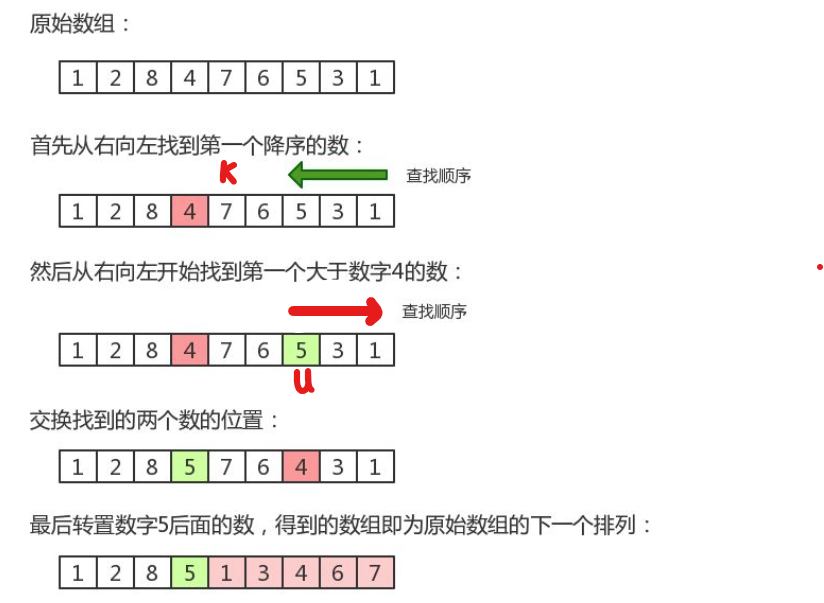 原始数组：
1 2 8 4 7 6 5 3 1
首先从右向左找到第一个降序的数：
k
查找顺序
1 2 8 4 7 6 5 3 1
然后从右向左开始找到第一个大于数字4的数：
查找顺序
1 2 8 4 7 6 5 3 1
u
交换找到的两个数的位置：
1 2 8 5 7 6 4 3 1
最后转置数字5后面的数，得到的数组即为原始数组的下一个排列：
1 2 8 5 1 3 4 6 7